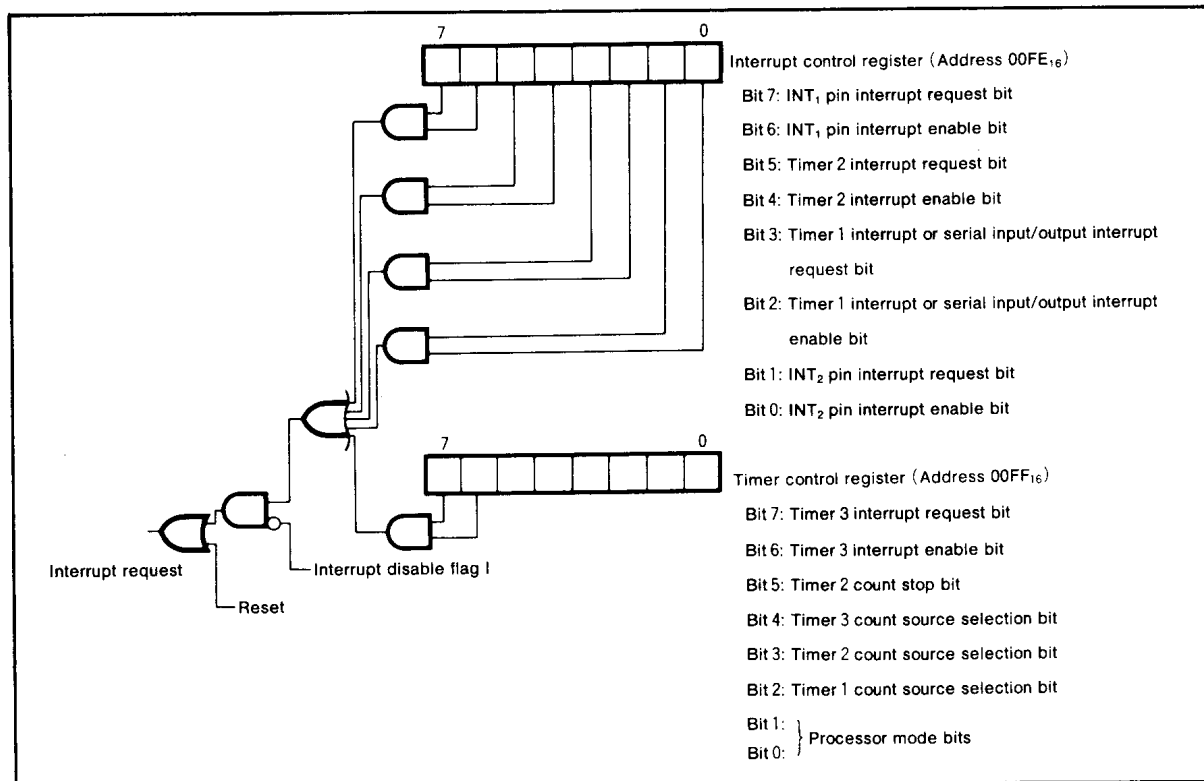 7 0
Interrupt control register (Address 00FE₁₆)
Bit 7: INT₁ pin interrupt request bit
Bit 6: INT₁ pin interrupt enable bit
Bit 5: Timer 2 interrupt request bit
Bit 4: Timer 2 interrupt enable bit
Bit 3: Timer 1 interrupt or serial input/output interrupt
request bit
Bit 2: Timer 1 interrupt or serial input/output interrupt
enable bit
Bit 1: INT₂ pin interrupt request bit
Bit 0: INT₂ pin interrupt enable bit
7 0
Timer control register (Address 00FF₁₆)
Bit 7: Timer 3 interrupt request bit
Bit 6: Timer 3 interrupt enable bit
Bit 5: Timer 2 count stop bit
Bit 4: Timer 3 count source selection bit
Bit 3: Timer 2 count source selection bit
Bit 2: Timer 1 count source selection bit
Bit 1:
Bit 0:
Processor mode bits
Interrupt request
Interrupt disable flag I
Reset